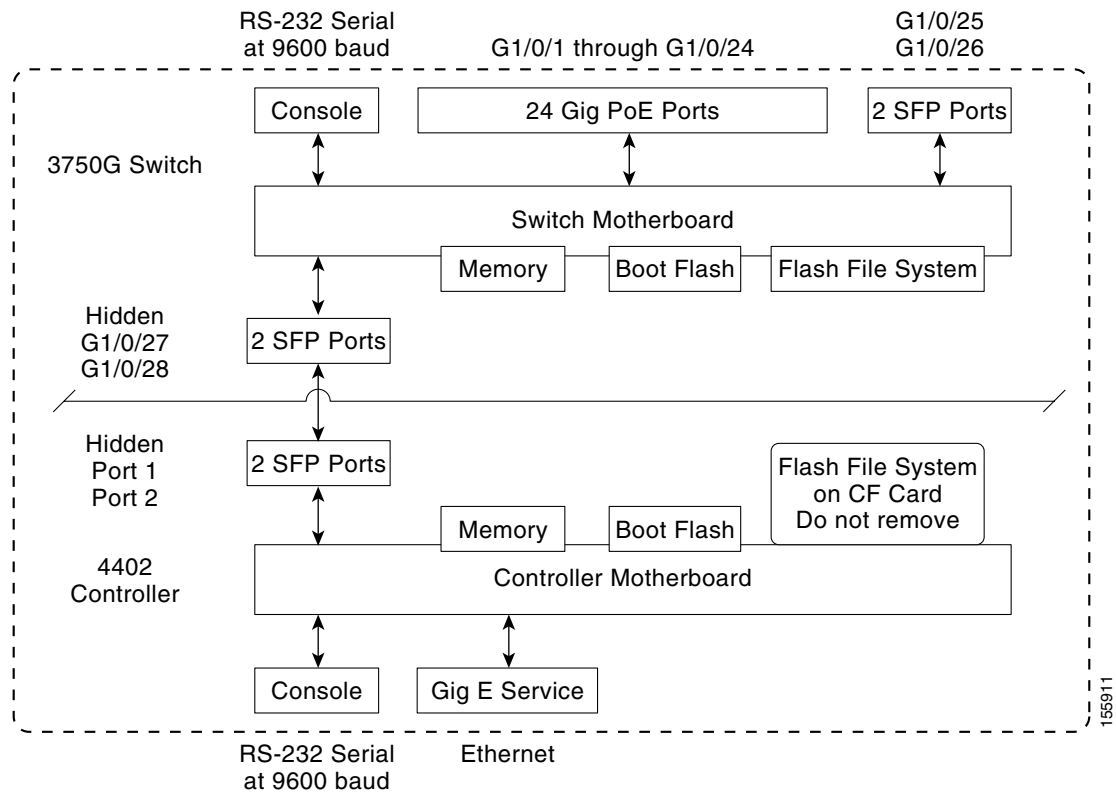 RS-232 Serial
at 9600 baud
G1/0/1 through G1/0/24
G1/0/25
G1/0/26
Console
24 Gig PoE Ports
2 SFP Ports
3750G Switch
Switch Motherboard
Memory
Boot Flash
Flash File System
Hidden
G1/0/27
G1/0/28
2 SFP Ports
Hidden
Port 1
Port 2
2 SFP Ports
Flash File System
on CF Card
Do not remove
Memory
Boot Flash
4402
Controller
Controller Motherboard
Console
Gig E Service
155911
RS-232 Serial
at 9600 baud
Ethernet